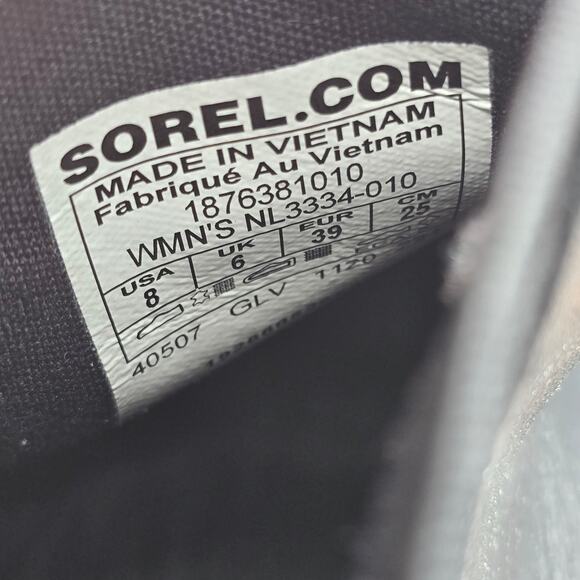 SOREL.COM
MADE IN VIETNAM
Fabriqué Au Vietnam
1876381010
WMN'S NL3334-010
USA UK EUR CM
8 6 39 25
40507 GLV 1120